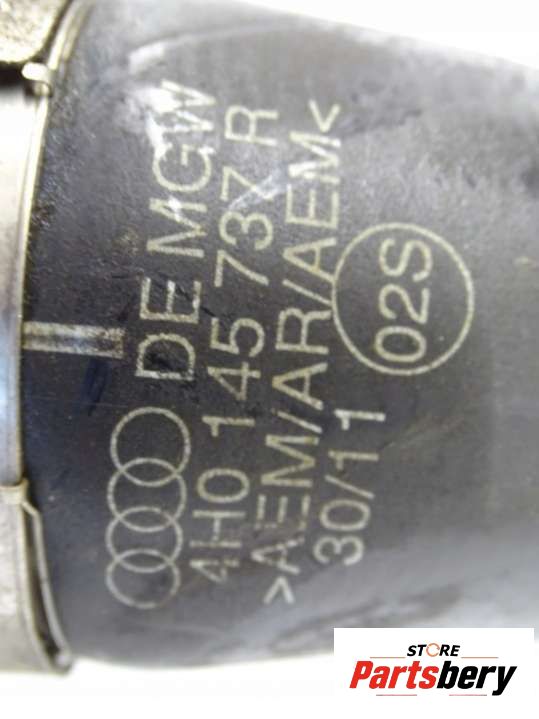 DE MGW
4H0 145 737 R
>AEM/AR/AEM<
30/11
02S
STORE
Partsbery